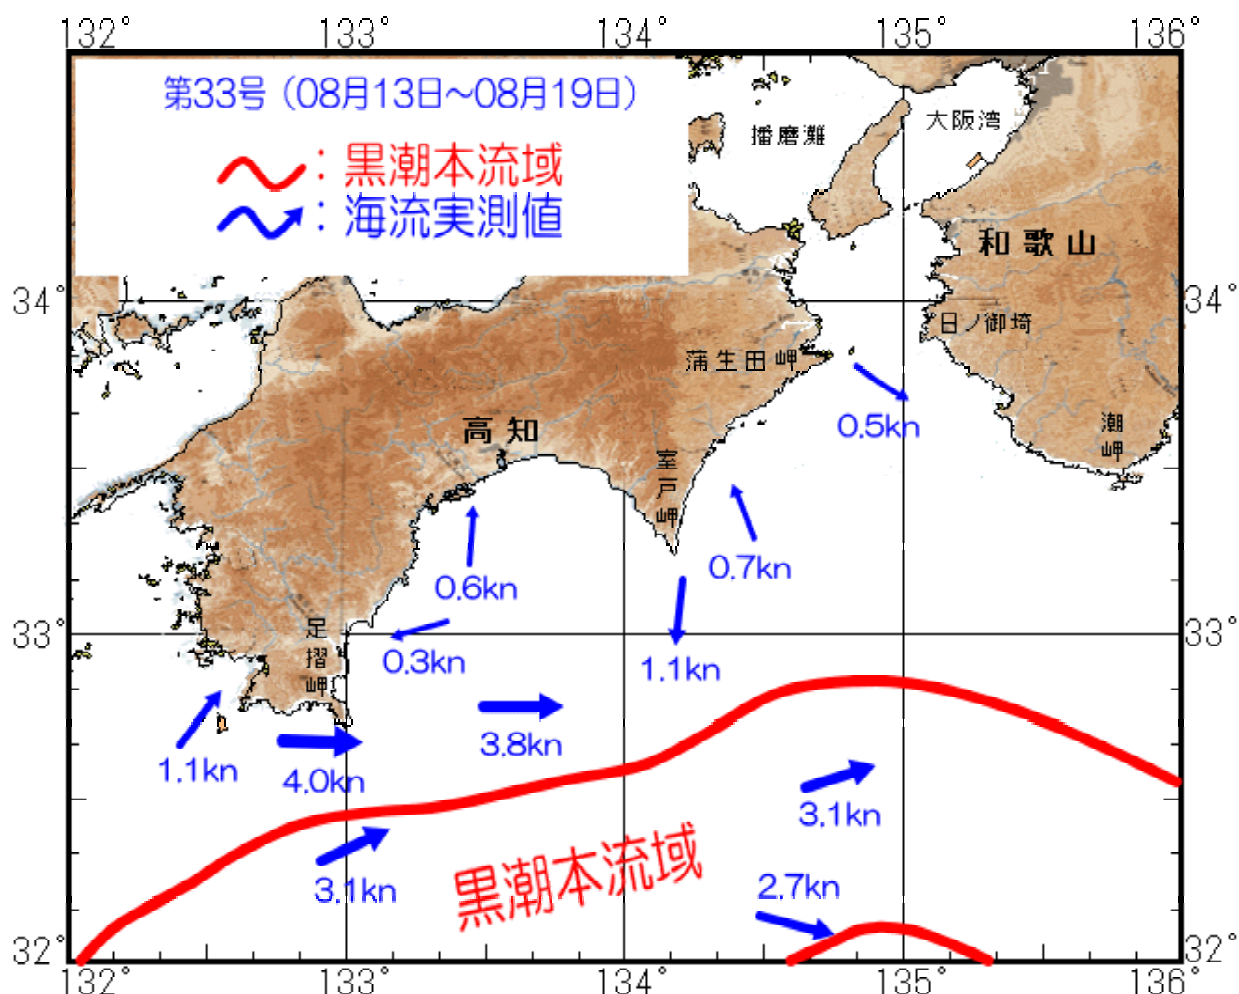 132° 133° 134° 135° 136°
第33号（08月13日～08月19日）
：黒潮本流域
：海流実測値
播磨灘
大阪湾
和歌山
34° 34°
日ノ御埼
蒲生田岬
0.5kn
潮岬
高知
室戸岬
0.7kn
0.6kn
33° 33°
足摺岬
0.3kn
1.1kn
3.8kn
1.1kn
4.0kn
3.1kn
黒潮本流域
3.1kn
2.7kn
32° 32°
132° 133° 134° 135° 136°